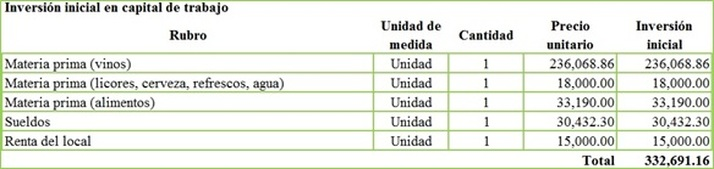 Inversión inicial en capital de trabajo
Rubro Unidad de medida Cantidad Precio unitario Inversión inicial
Materia prima (vinos) Unidad 1 236,068.86 236,068.86
Materia prima (licores, cerveza, refrescos, agua) Unidad 1 18,000.00 18,000.00
Materia prima (alimentos) Unidad 1 33,190.00 33,190.00
Sueldos Unidad 1 30,432.30 30,432.30
Renta del local Unidad 1 15,000.00 15,000.00
Total 332,691.16